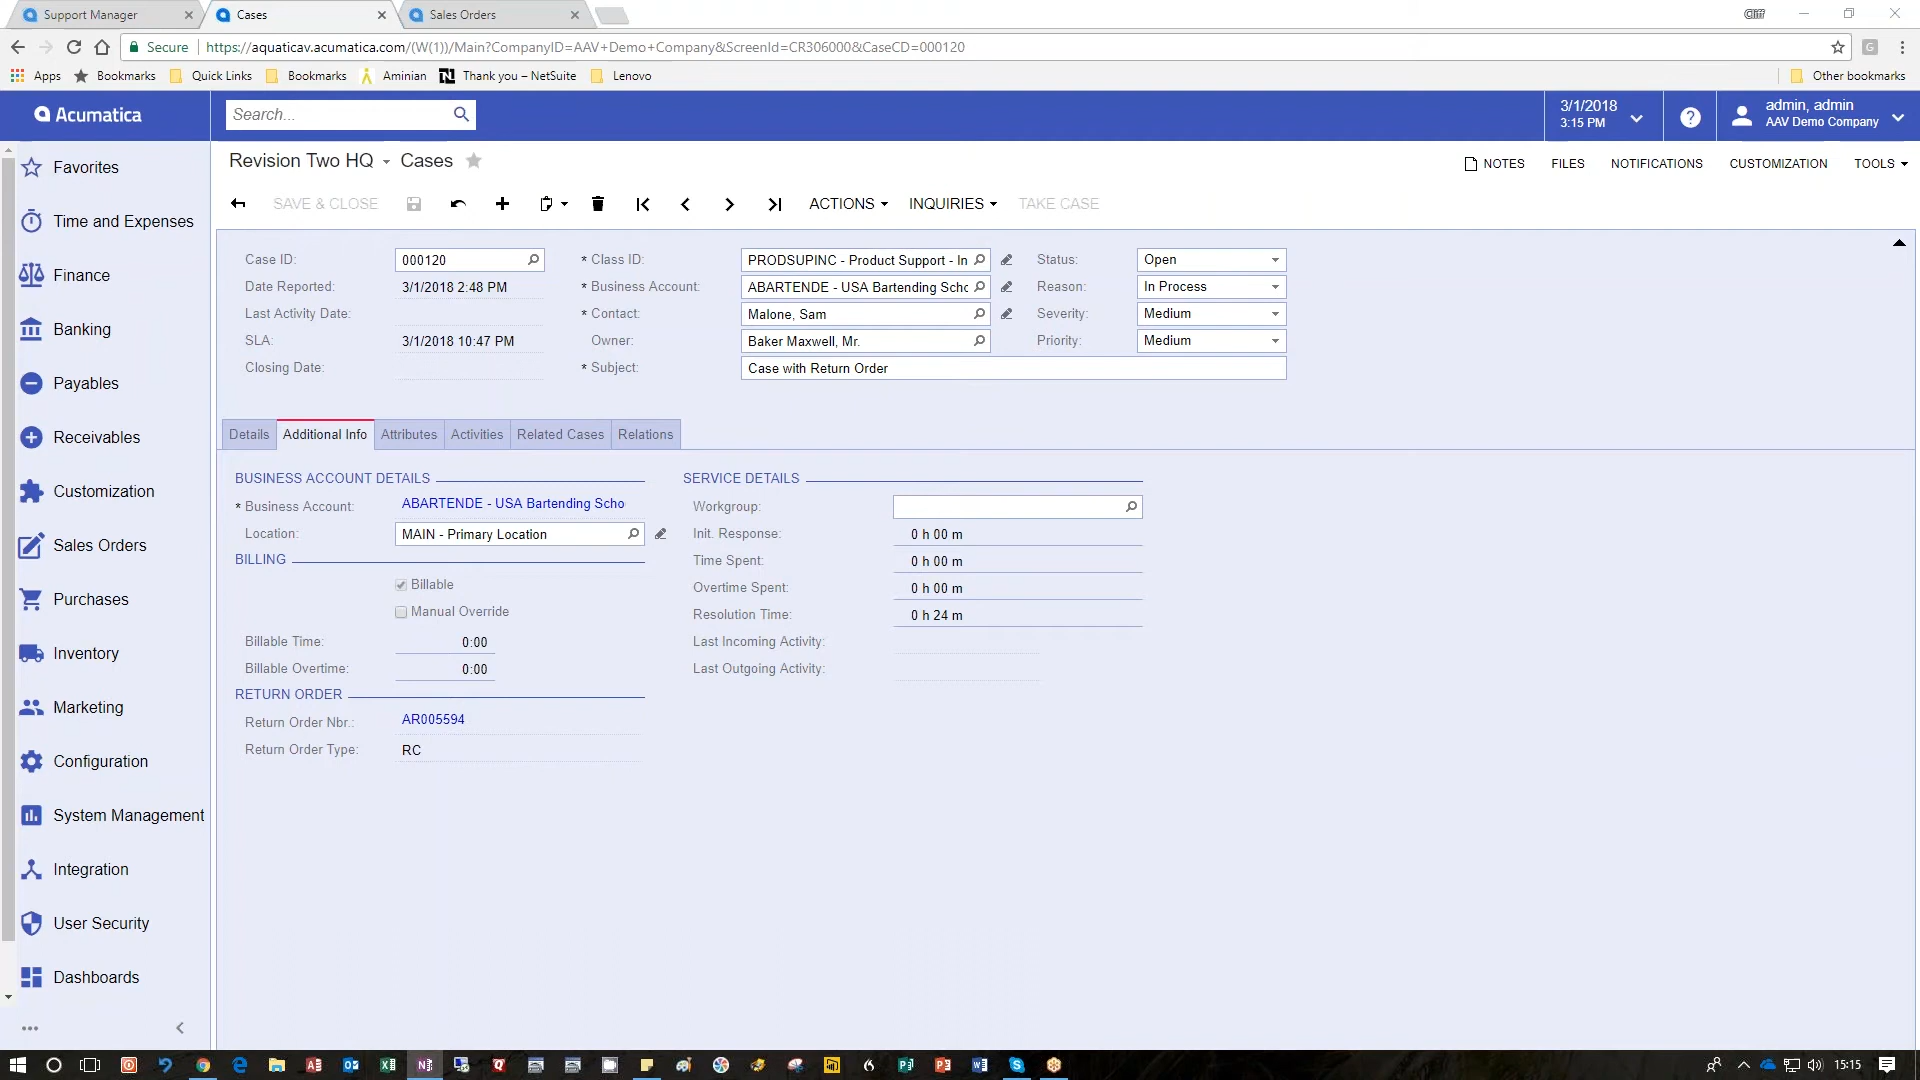 Support Manager
Cases
Sales Orders
Cliff
Secure https://aquaticav.acumatica.com/(W(1))/Main?CompanyID=AAV+Demo+Company&ScreenId=CR306000&CaseCD=000120
Apps Bookmarks Quick Links Bookmarks Aminian Thank you – NetSuite Lenovo Other bookmarks
Acumatica
Search...
3/1/2018
3:15 PM
admin, admin
AAV Demo Company
Favorites
Time and Expenses
Finance
Banking
Payables
Receivables
Customization
Sales Orders
Purchases
Inventory
Marketing
Configuration
System Management
Integration
User Security
Dashboards
Revision Two HQ Cases
NOTES FILES NOTIFICATIONS CUSTOMIZATION TOOLS
SAVE & CLOSE ACTIONS INQUIRIES TAKE CASE
Case ID: 000120
Date Reported: 3/1/2018 2:48 PM
Last Activity Date:
SLA: 3/1/2018 10:47 PM
Closing Date:
* Class ID: PRODSUPINC - Product Support - In
* Business Account: ABARTENDE - USA Bartending Scho
* Contact: Malone, Sam
Owner: Baker Maxwell, Mr.
* Subject: Case with Return Order
Status: Open
Reason: In Process
Severity: Medium
Priority: Medium
Details Additional Info Attributes Activities Related Cases Relations
BUSINESS ACCOUNT DETAILS
* Business Account: ABARTENDE - USA Bartending Scho
Location: MAIN - Primary Location
BILLING
Billable
Manual Override
Billable Time: 0:00
Billable Overtime: 0:00
RETURN ORDER
Return Order Nbr.: AR005594
Return Order Type: RC
SERVICE DETAILS
Workgroup:
Init. Response: 0 h 00 m
Time Spent: 0 h 00 m
Overtime Spent: 0 h 00 m
Resolution Time: 0 h 24 m
Last Incoming Activity:
Last Outgoing Activity:
15:15